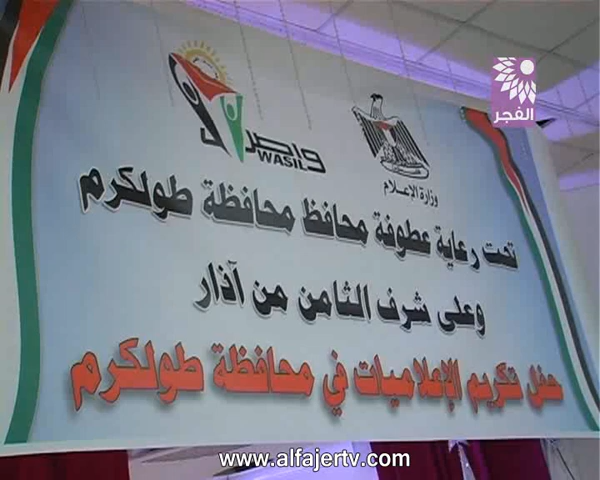 الفجر
واصل
WASIL
وزارة الإعلام
تحت رعاية عطوفة محافظ محافظة طولكرم
وعلى شرف الثامن من آذار
حفل تكريم الإعلاميات في محافظة طولكرم
www.alfajertv.com